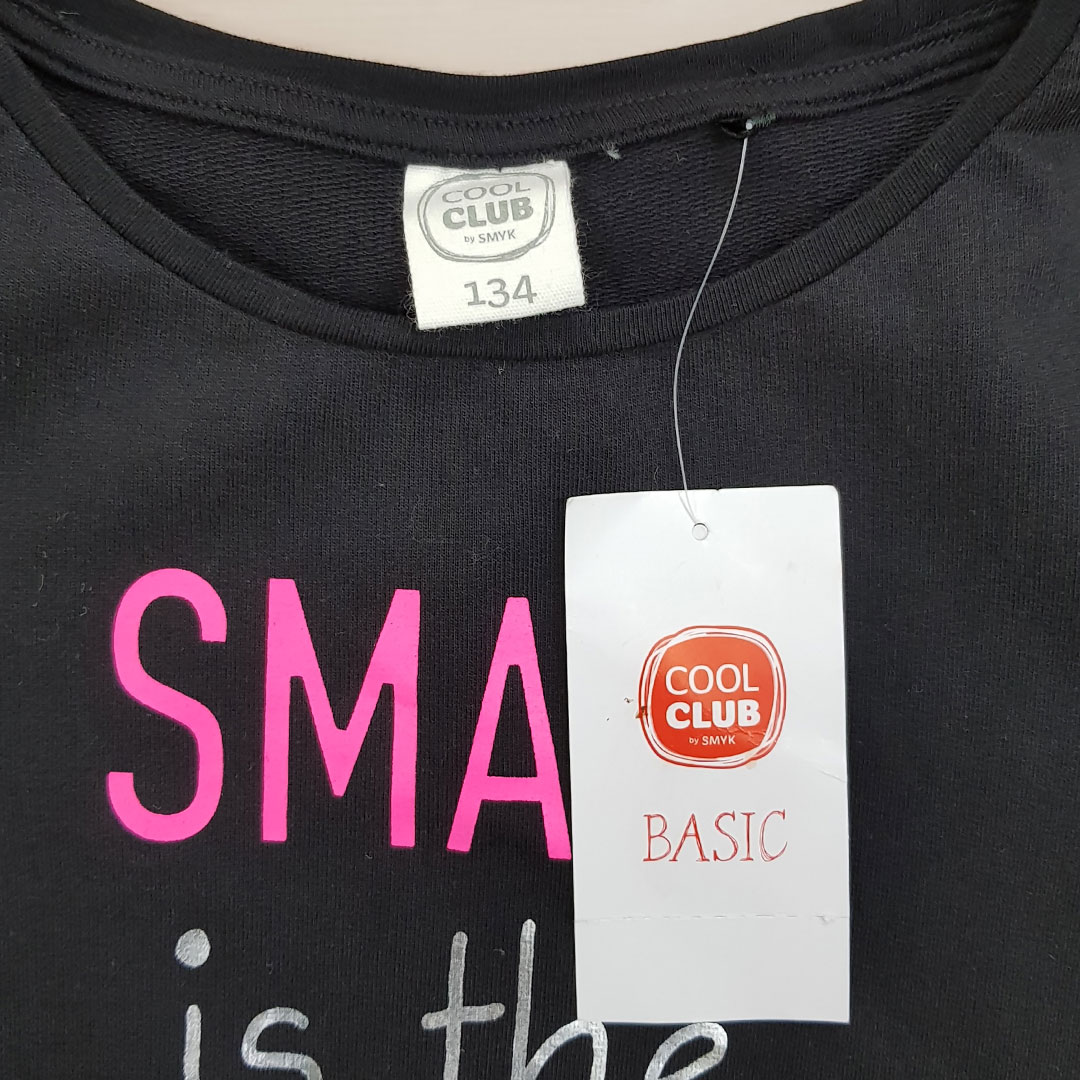 COOL
CLUB
by SMYK
134
SMA
COOL
CLUB
by SMYK
BASIC
is the